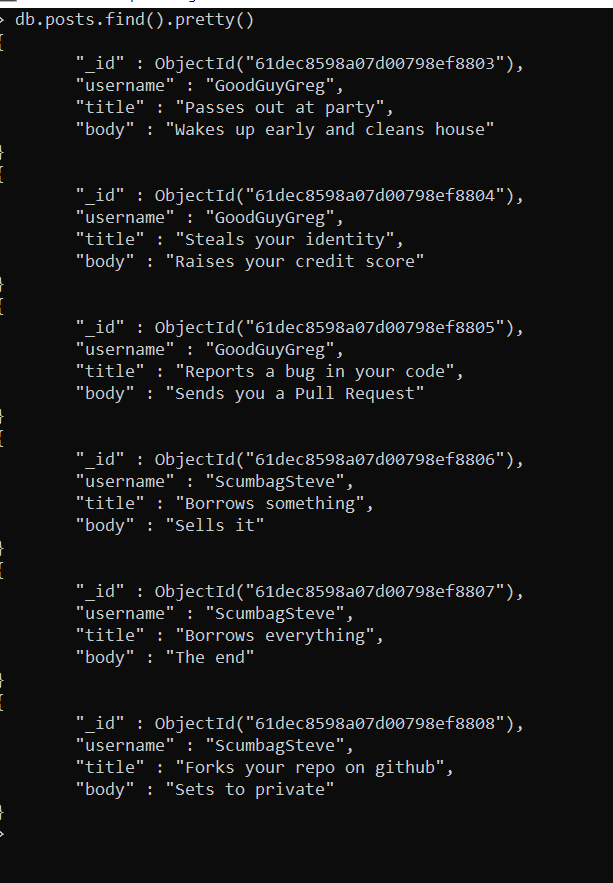 > db.posts.find().pretty()
{
"_id" : ObjectId("61dec8598a07d00798ef8803"),
"username" : "GoodGuyGreg",
"title" : "Passes out at party",
"body" : "Wakes up early and cleans house"
}
{
"_id" : ObjectId("61dec8598a07d00798ef8804"),
"username" : "GoodGuyGreg",
"title" : "Steals your identity",
"body" : "Raises your credit score"
}
{
"_id" : ObjectId("61dec8598a07d00798ef8805"),
"username" : "GoodGuyGreg",
"title" : "Reports a bug in your code",
"body" : "Sends you a Pull Request"
}
{
"_id" : ObjectId("61dec8598a07d00798ef8806"),
"username" : "ScumbagSteve",
"title" : "Borrows something",
"body" : "Sells it"
}
{
"_id" : ObjectId("61dec8598a07d00798ef8807"),
"username" : "ScumbagSteve",
"title" : "Borrows everything",
"body" : "The end"
}
{
"_id" : ObjectId("61dec8598a07d00798ef8808"),
"username" : "ScumbagSteve",
"title" : "Forks your repo on github",
"body" : "Sets to private"
}
>